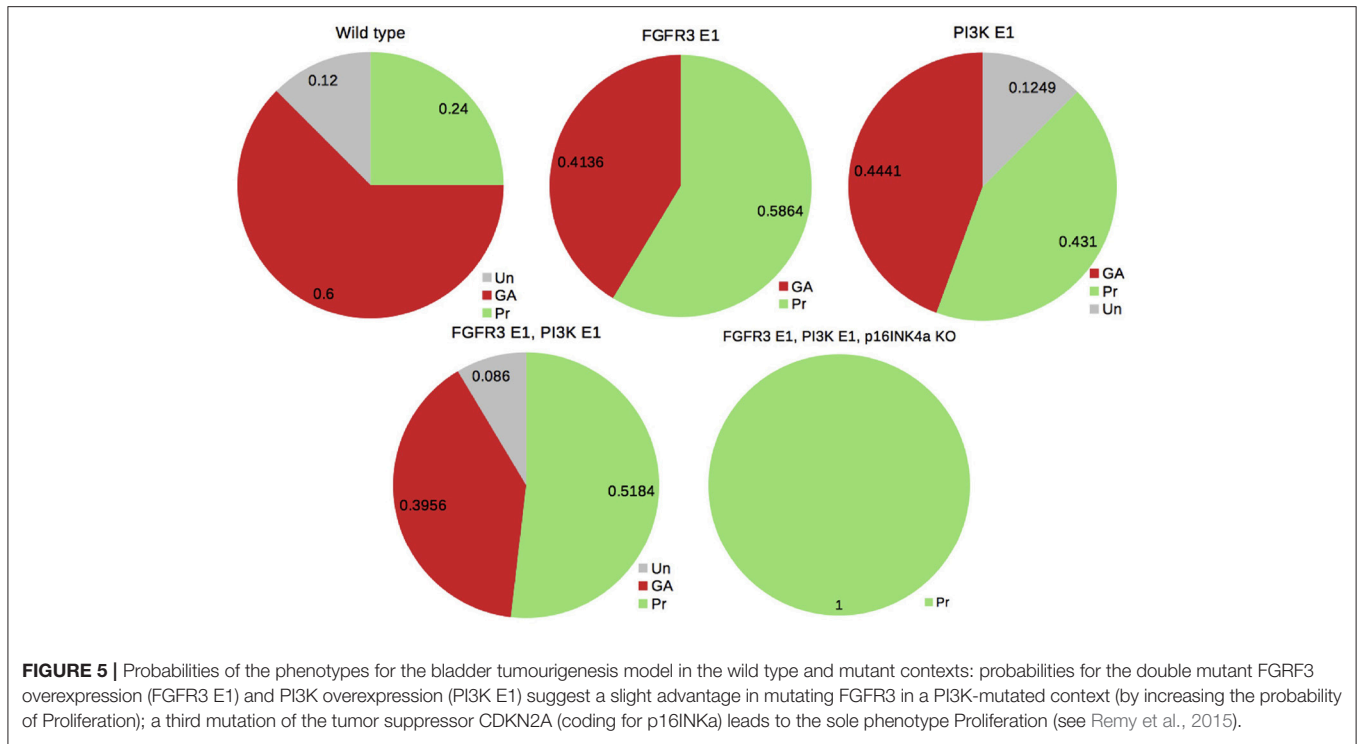 Wild type
0.12
0.24
0.6
Un
GA
Pr
FGFR3 E1
0.4136
0.5864
GA
Pr
PI3K E1
0.1249
0.4441
0.431
GA
Pr
Un
FGFR3 E1, PI3K E1
0.086
0.3956
0.5184
Un
GA
Pr
FGFR3 E1, PI3K E1, p16INK4a KO
1
Pr
FIGURE 5 | Probabilities of the phenotypes for the bladder tumourigenesis model in the wild type and mutant contexts: probabilities for the double mutant FGRF3
overexpression (FGFR3 E1) and PI3K overexpression (PI3K E1) suggest a slight advantage in mutating FGFR3 in a PI3K-mutated context (by increasing the probability
of Proliferation); a third mutation of the tumor suppressor CDKN2A (coding for p16INKa) leads to the sole phenotype Proliferation (see Remy et al., 2015).